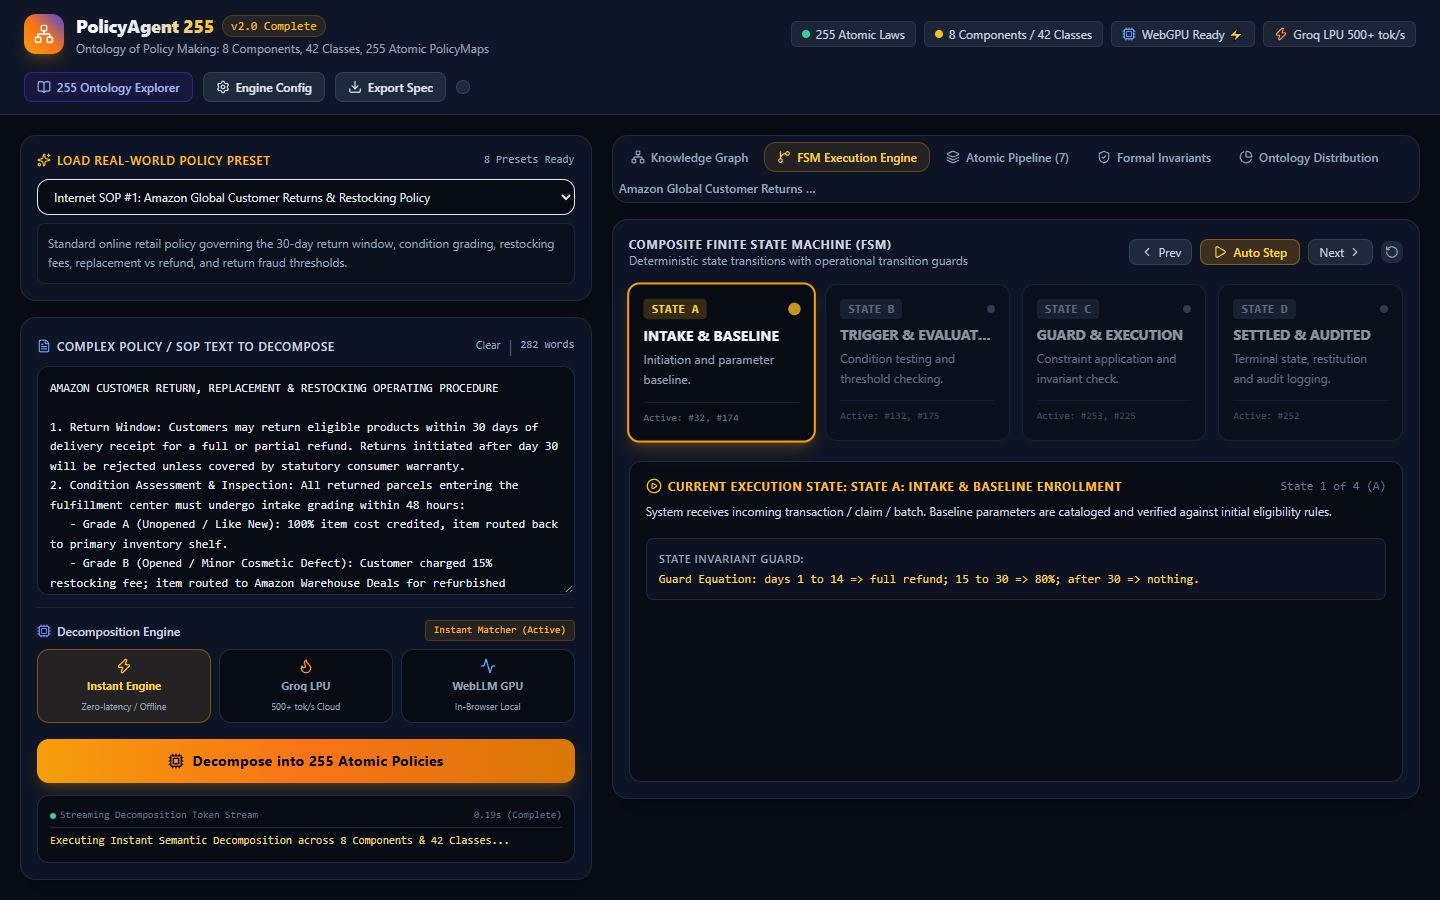 PolicyAgent 255
v2.0 Complete
Ontology of Policy Making: 8 Components, 42 Classes, 255 Atomic PolicyMaps
255 Atomic Laws
8 Components / 42 Classes
WebGPU Ready ⚡
Groq LPU 500+ tok/s
255 Ontology Explorer
Engine Config
Export Spec
LOAD REAL-WORLD POLICY PRESET
8 Presets Ready
Internet SOP #1: Amazon Global Customer Returns & Restocking Policy
Standard online retail policy governing the 30-day return window, condition grading, restocking
fees, replacement vs refund, and return fraud thresholds.
COMPLEX POLICY / SOP TEXT TO DECOMPOSE
Clear | 282 words
AMAZON CUSTOMER RETURN, REPLACEMENT & RESTOCKING OPERATING PROCEDURE
1. Return Window: Customers may return eligible products within 30 days of
delivery receipt for a full or partial refund. Returns initiated after day 30
will be rejected unless covered by statutory consumer warranty.
2. Condition Assessment & Inspection: All returned parcels entering the
fulfillment center must undergo intake grading within 48 hours:
- Grade A (Unopened / Like New): 100% item cost credited, item routed back
to primary inventory shelf.
- Grade B (Opened / Minor Cosmetic Defect): Customer charged 15%
restocking fee; item routed to Amazon Warehouse Deals for refurbished
Decomposition Engine
Instant Matcher (Active)
Instant Engine
Zero-latency / Offline
Groq LPU
500+ tok/s Cloud
WebLLM GPU
In-Browser Local
Decompose into 255 Atomic Policies
Streaming Decomposition Token Stream
0.19s (Complete)
Executing Instant Semantic Decomposition across 8 Components & 42 Classes...
Knowledge Graph
FSM Execution Engine
Atomic Pipeline (7)
Formal Invariants
Ontology Distribution
Amazon Global Customer Returns ...
COMPOSITE FINITE STATE MACHINE (FSM)
Deterministic state transitions with operational transition guards
Prev
Auto Step
Next
STATE A
INTAKE & BASELINE
Initiation and parameter
baseline.
Active: #32, #174
STATE B
TRIGGER & EVALUAT...
Condition testing and
threshold checking.
Active: #132, #175
STATE C
GUARD & EXECUTION
Constraint application and
invariant check.
Active: #253, #225
STATE D
SETTLED & AUDITED
Terminal state, restitution
and audit logging.
Active: #252
CURRENT EXECUTION STATE: STATE A: INTAKE & BASELINE ENROLLMENT
State 1 of 4 (A)
System receives incoming transaction / claim / batch. Baseline parameters are cataloged and verified against initial eligibility rules.
STATE INVARIANT GUARD:
Guard Equation: days 1 to 14 => full refund; 15 to 30 => 80%; after 30 => nothing.